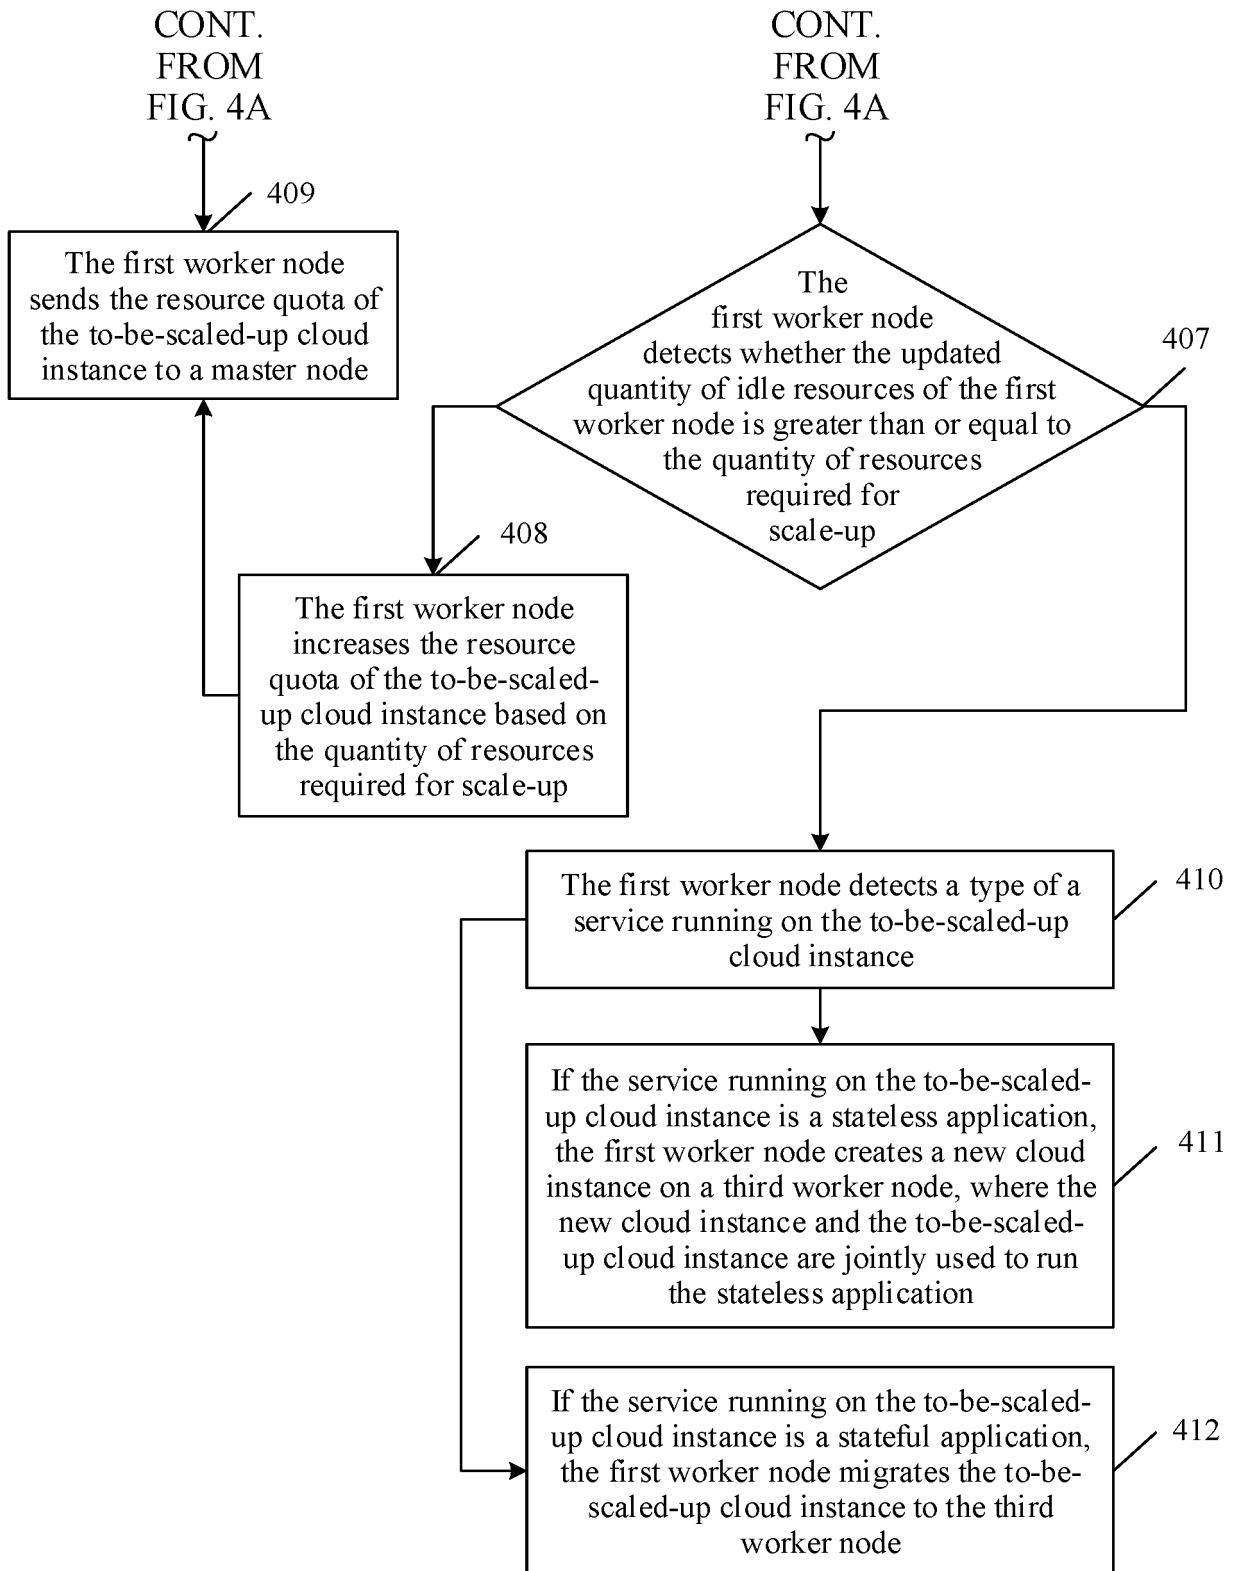 CONT.
FROM
FIG. 4A
CONT.
FROM
FIG. 4A
409
The first worker node
sends the resource quota of
the to-be-scaled-up cloud
instance to a master node
The
first worker node
detects whether the updated
quantity of idle resources of the first
worker node is greater than or equal to
the quantity of resources
required for
scale-up
407
408
The first worker node
increases the resource
quota of the to-be-scaled-
up cloud instance based on
the quantity of resources
required for scale-up
The first worker node detects a type of a
service running on the to-be-scaled-up
cloud instance
410
If the service running on the to-be-scaled-
up cloud instance is a stateless application,
the first worker node creates a new cloud
instance on a third worker node, where the
new cloud instance and the to-be-scaled-
up cloud instance are jointly used to run
the stateless application
411
If the service running on the to-be-scaled-
up cloud instance is a stateful application,
the first worker node migrates the to-be-
scaled-up cloud instance to the third
worker node
412